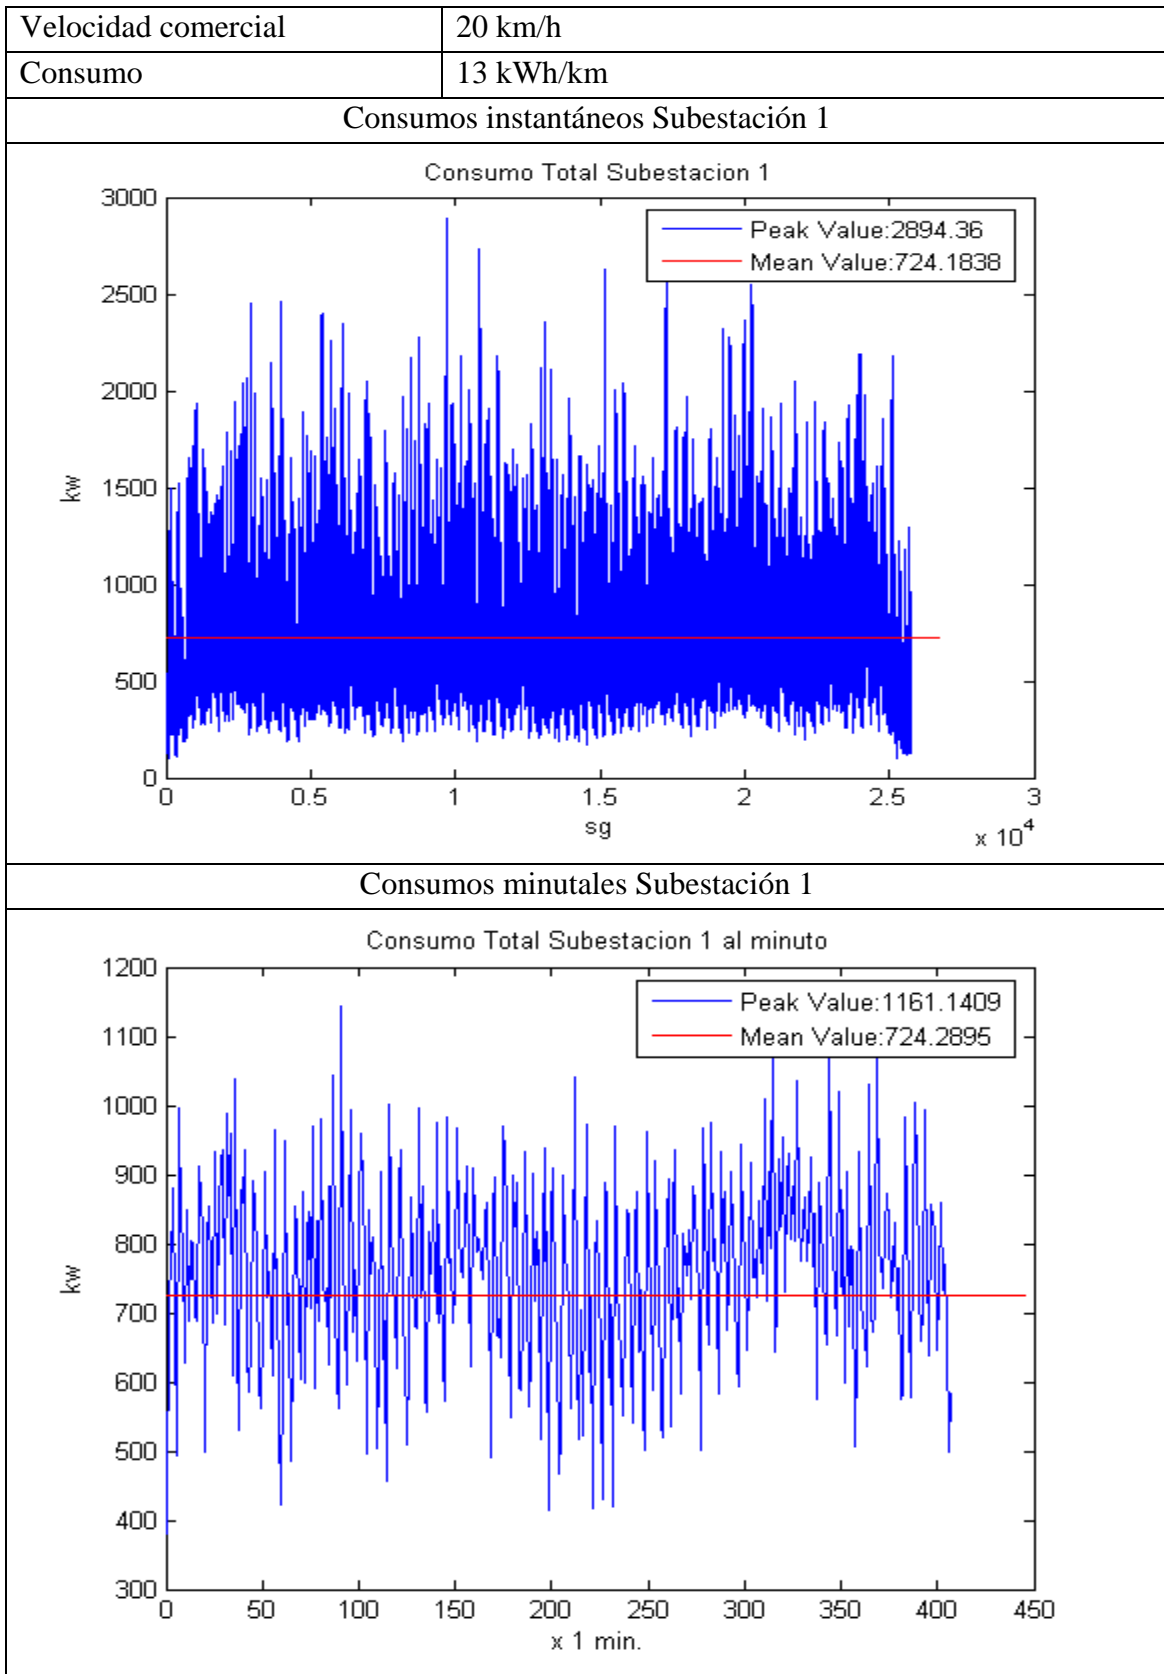 Velocidad comercial 20 km/h
Consumo 13 kWh/km
Consumos instantáneos Subestación 1
Consumo Total Subestacion 1
3000
2500
2000
1500
1000
500
0
kw
Peak Value:2894.36
Mean Value:724.1838
0 0.5 1 1.5 2 2.5 3
sg
x 10^4
Consumos minutales Subestación 1
Consumo Total Subestacion 1 al minuto
1200
1100
1000
900
800
700
600
500
400
300
kw
Peak Value:1161.1409
Mean Value:724.2895
0 50 100 150 200 250 300 350 400 450
x 1 min.